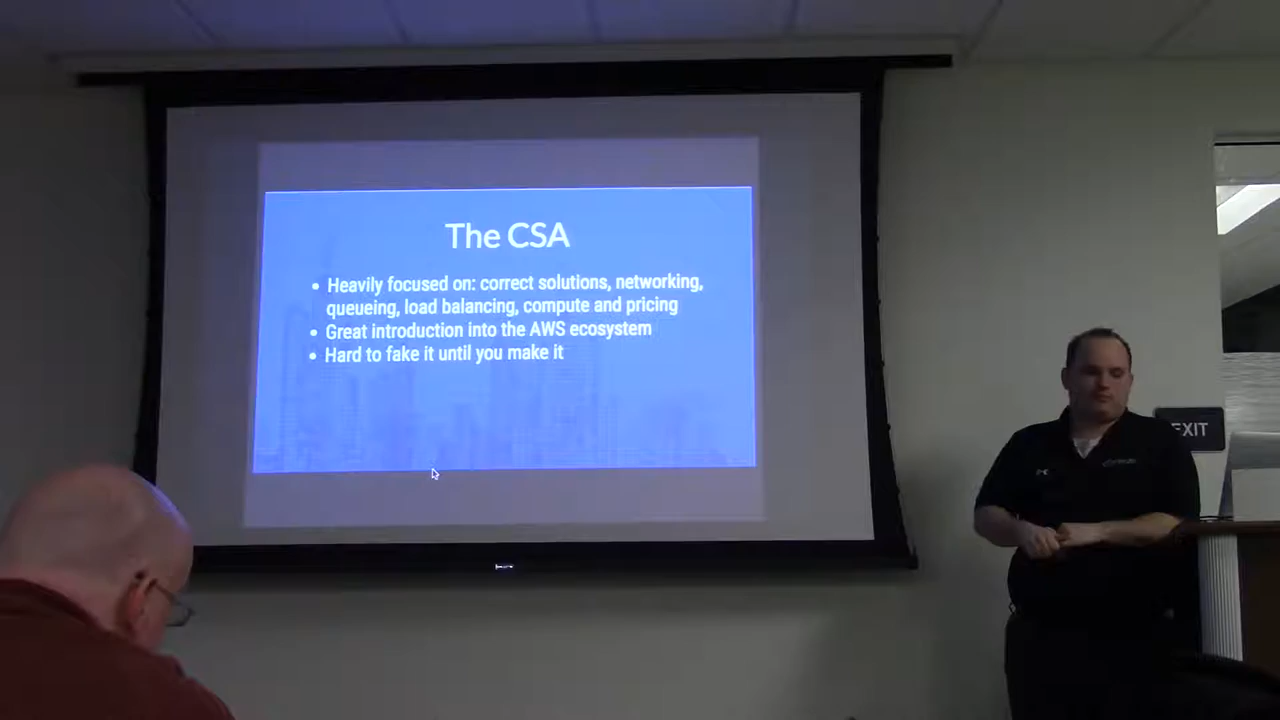 The CSA
Heavily focused on: correct solutions, networking,
queueing, load balancing, compute and pricing
Great introduction into the AWS ecosystem
Hard to fake it until you make it
EXIT